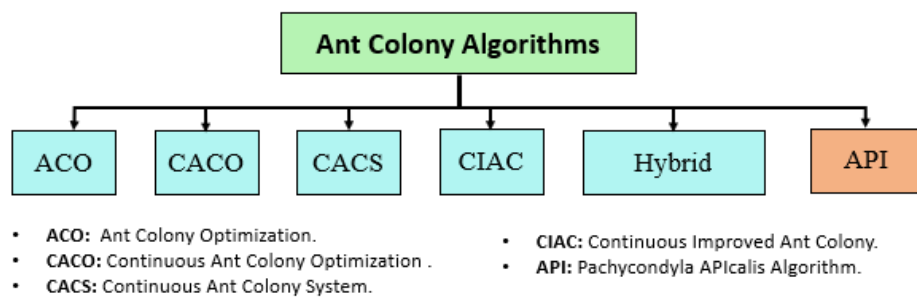 Ant Colony Algorithms
ACO
CACO
CACS
CIAC
Hybrid
API
• ACO: Ant Colony Optimization.
• CACO: Continuous Ant Colony Optimization .
• CACS: Continuous Ant Colony System.
• CIAC: Continuous Improved Ant Colony.
• API: Pachycondyla APIcalis Algorithm.